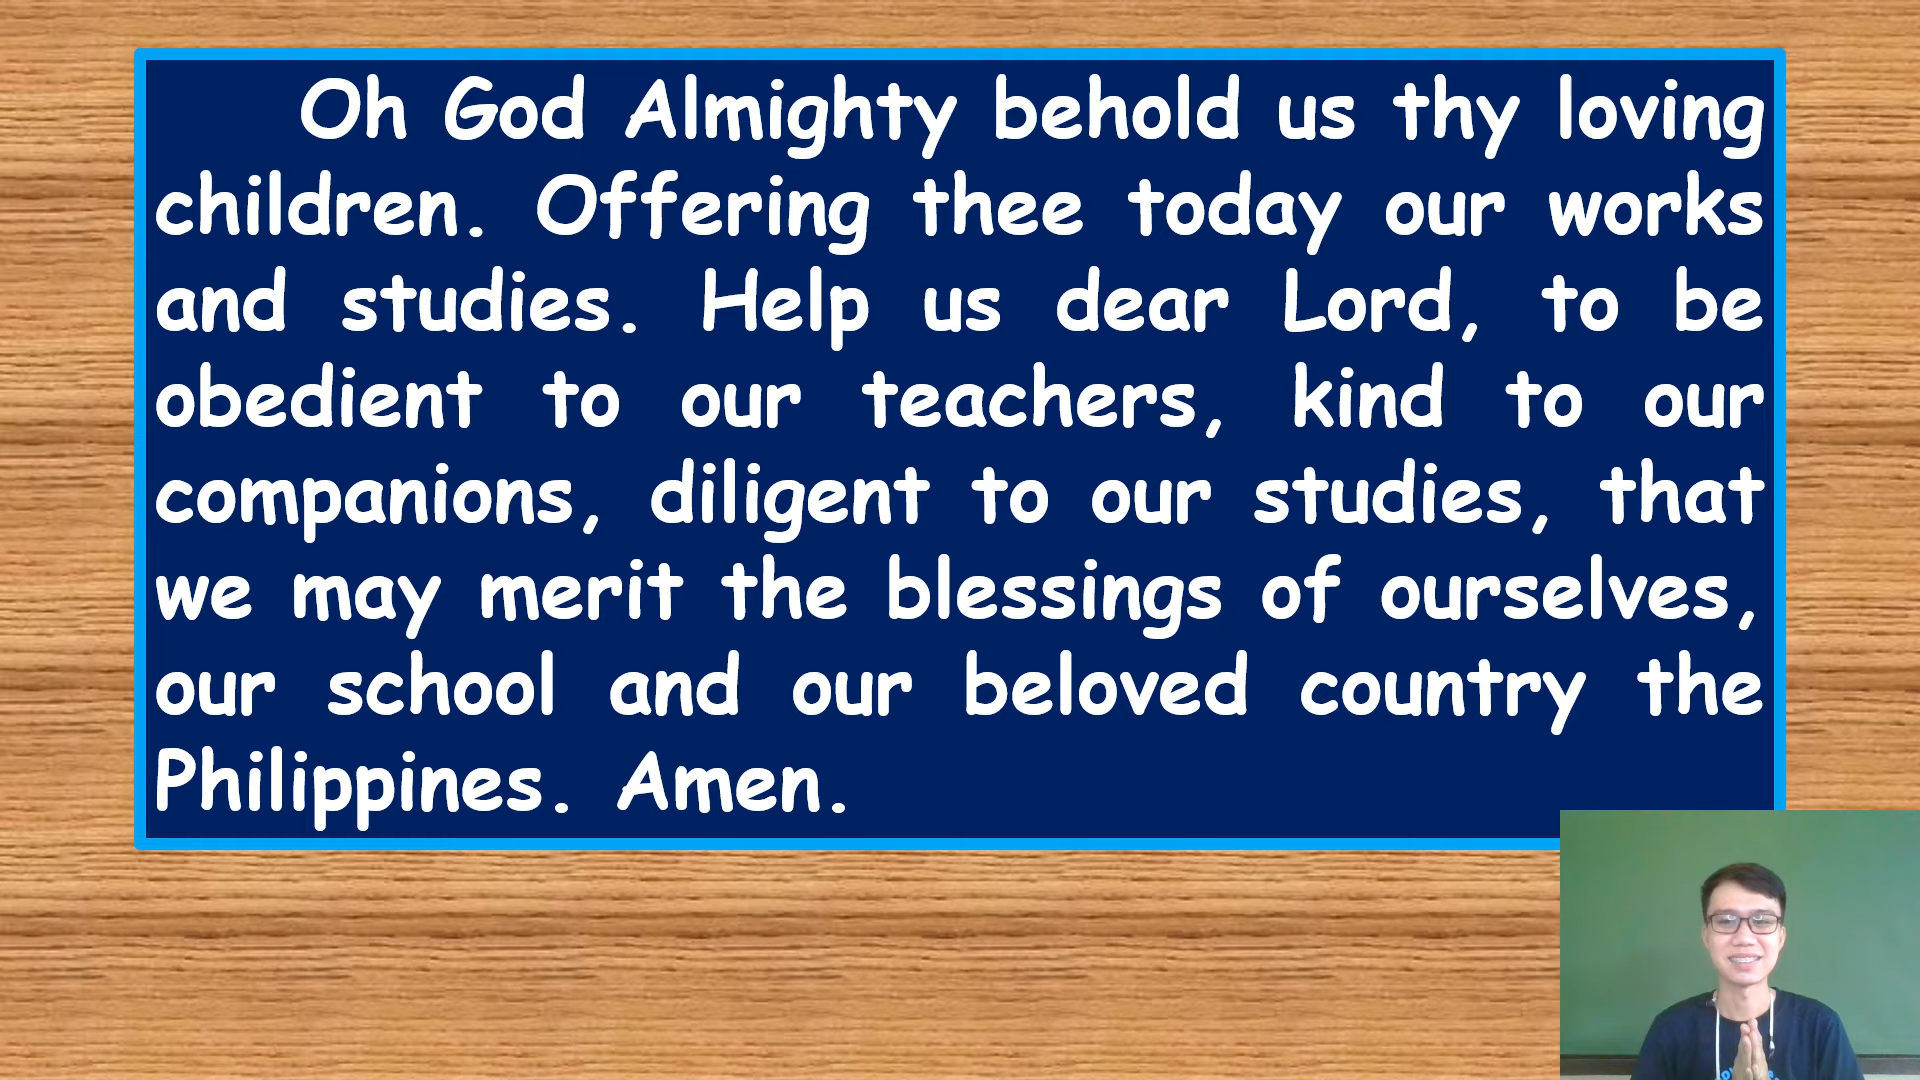 Oh God Almighty behold us thy loving
children. Offering thee today our works
and studies. Help us dear Lord, to be
obedient to our teachers, kind to our
companions, diligent to our studies, that
we may merit the blessings of ourselves,
our school and our beloved country the
Philippines. Amen.